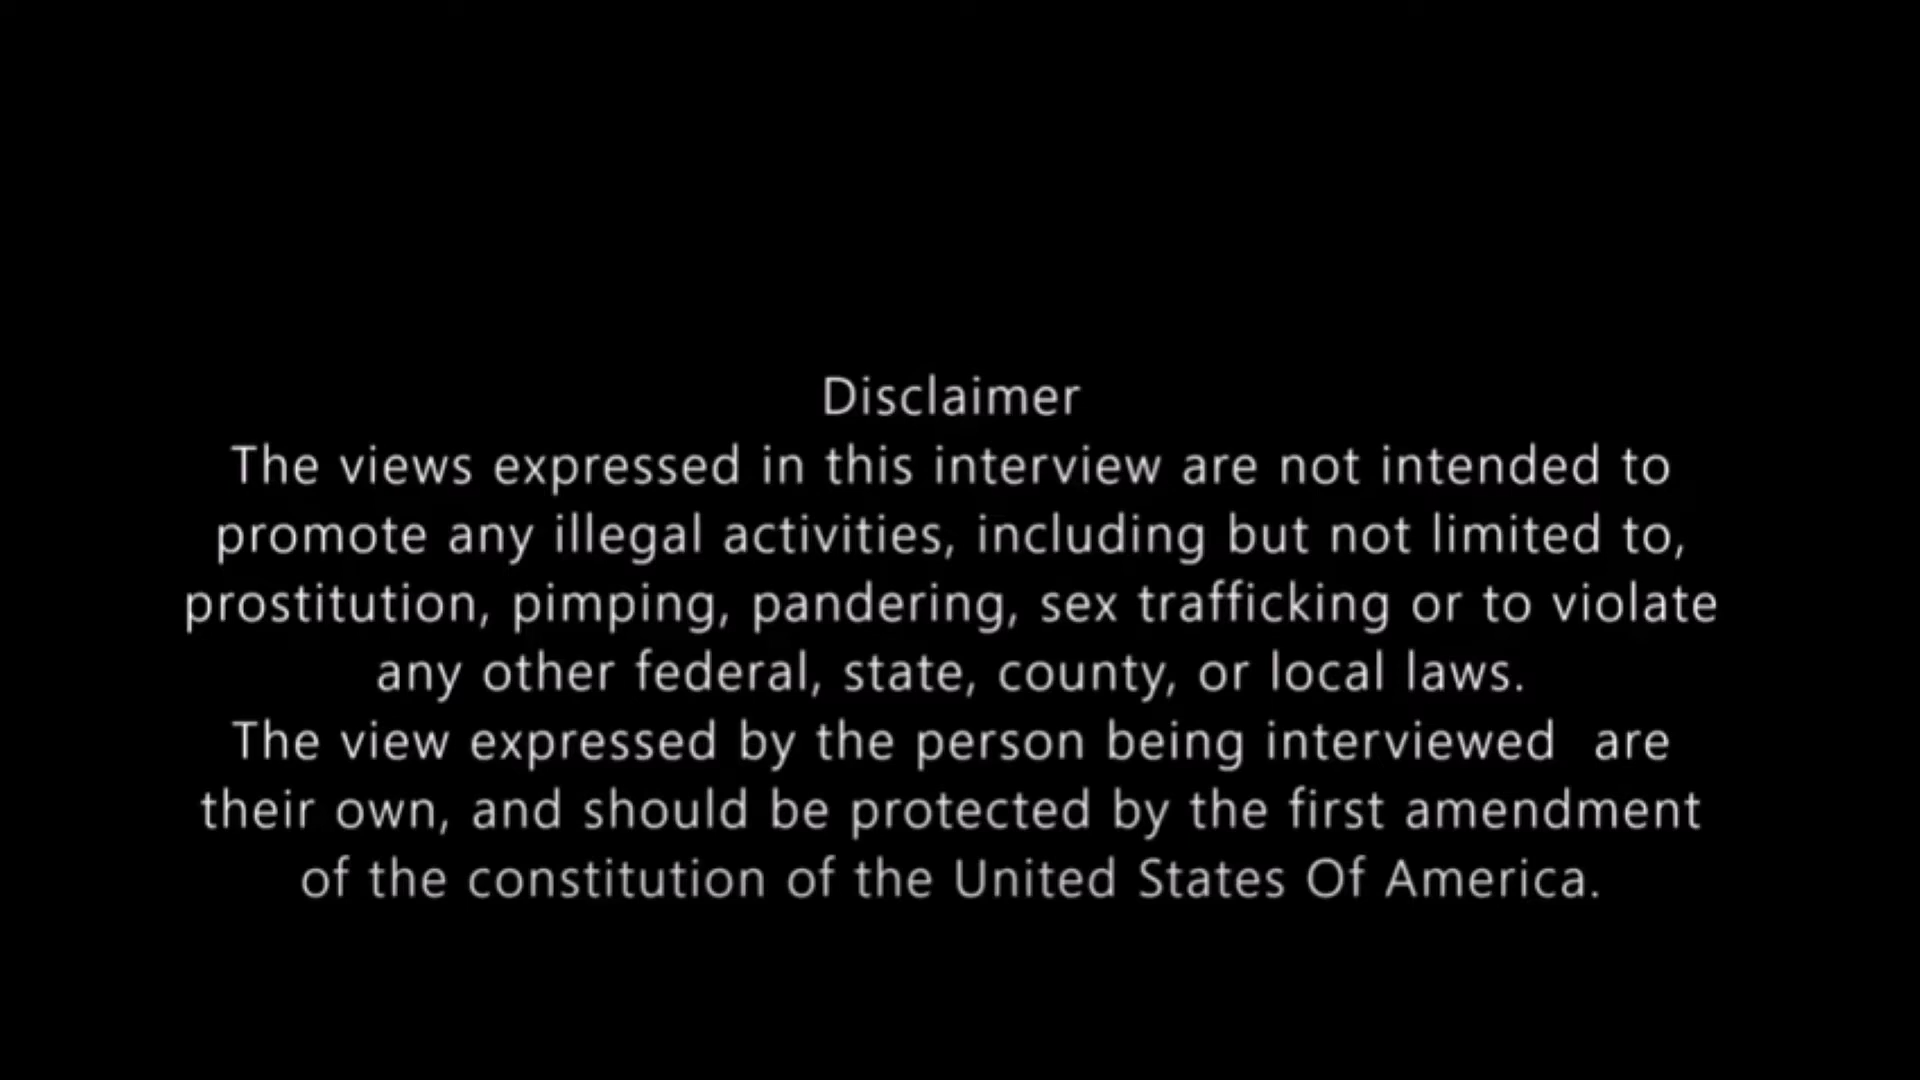 Disclaimer
The views expressed in this interview are not intended to
promote any illegal activities, including but not limited to,
prostitution, pimping, pandering, sex trafficking or to violate
any other federal, state, county, or local laws.
The view expressed by the person being interviewed  are
their own, and should be protected by the first amendment
of the constitution of the United States Of America.